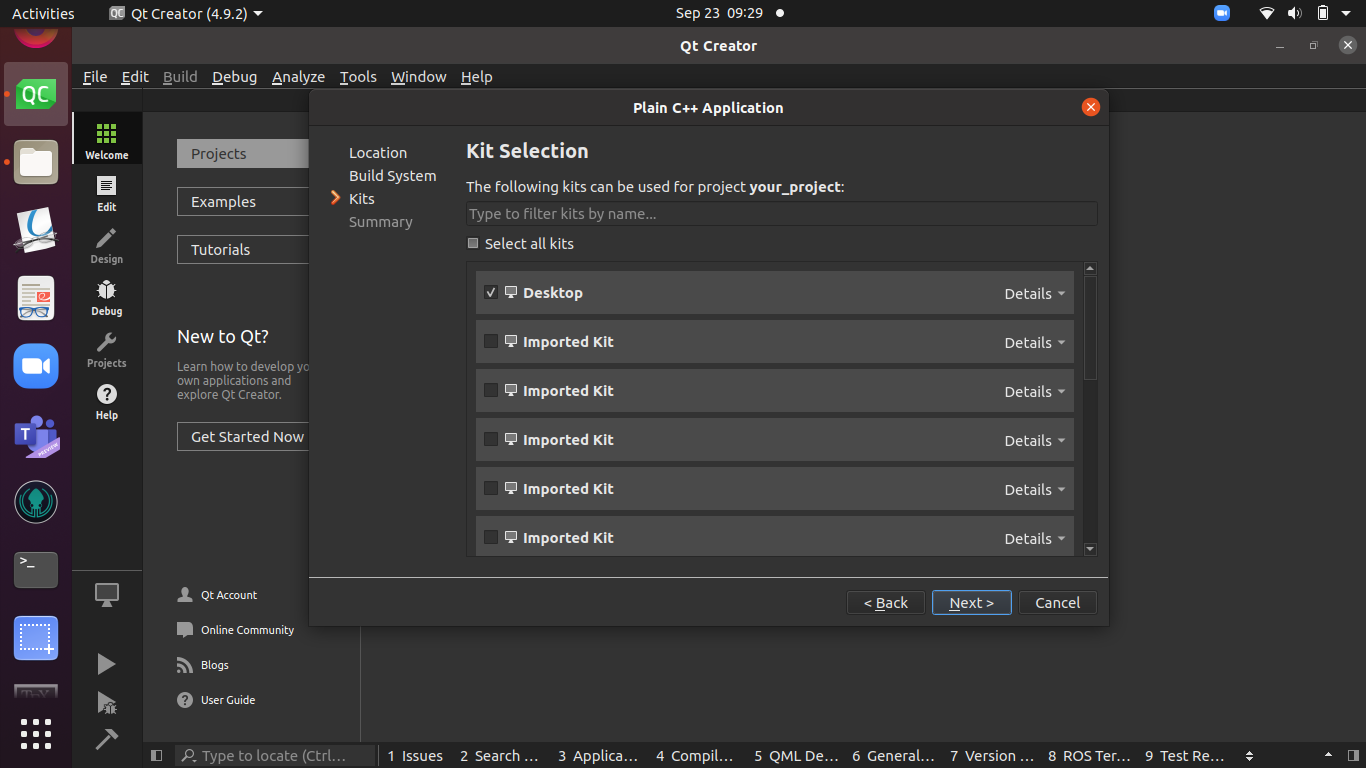 Activities
QC Qt Creator (4.9.2)
Sep 23 09:29
Qt Creator
File Edit Build Debug Analyze Tools Window Help
QC
T
PREVIEW
>_
Welcome
Edit
Design
Debug
Projects
Help
Projects
Examples
Tutorials
New to Qt?
Learn how to develop yo
own applications and
explore Qt Creator.
Get Started Now
Qt Account
Online Community
Blogs
User Guide
Plain C++ Application
Location
Build System
Kits
Summary
Kit Selection
The following kits can be used for project your_project:
Type to filter kits by name...
Select all kits
Desktop Details
Imported Kit Details
Imported Kit Details
Imported Kit Details
Imported Kit Details
Imported Kit Details
< Back Next > Cancel
Type to locate (Ctrl... 1 Issues 2 Search ... 3 Applica... 4 Compil... 5 QML De... 6 General... 7 Version ... 8 ROS Ter... 9 Test Re...